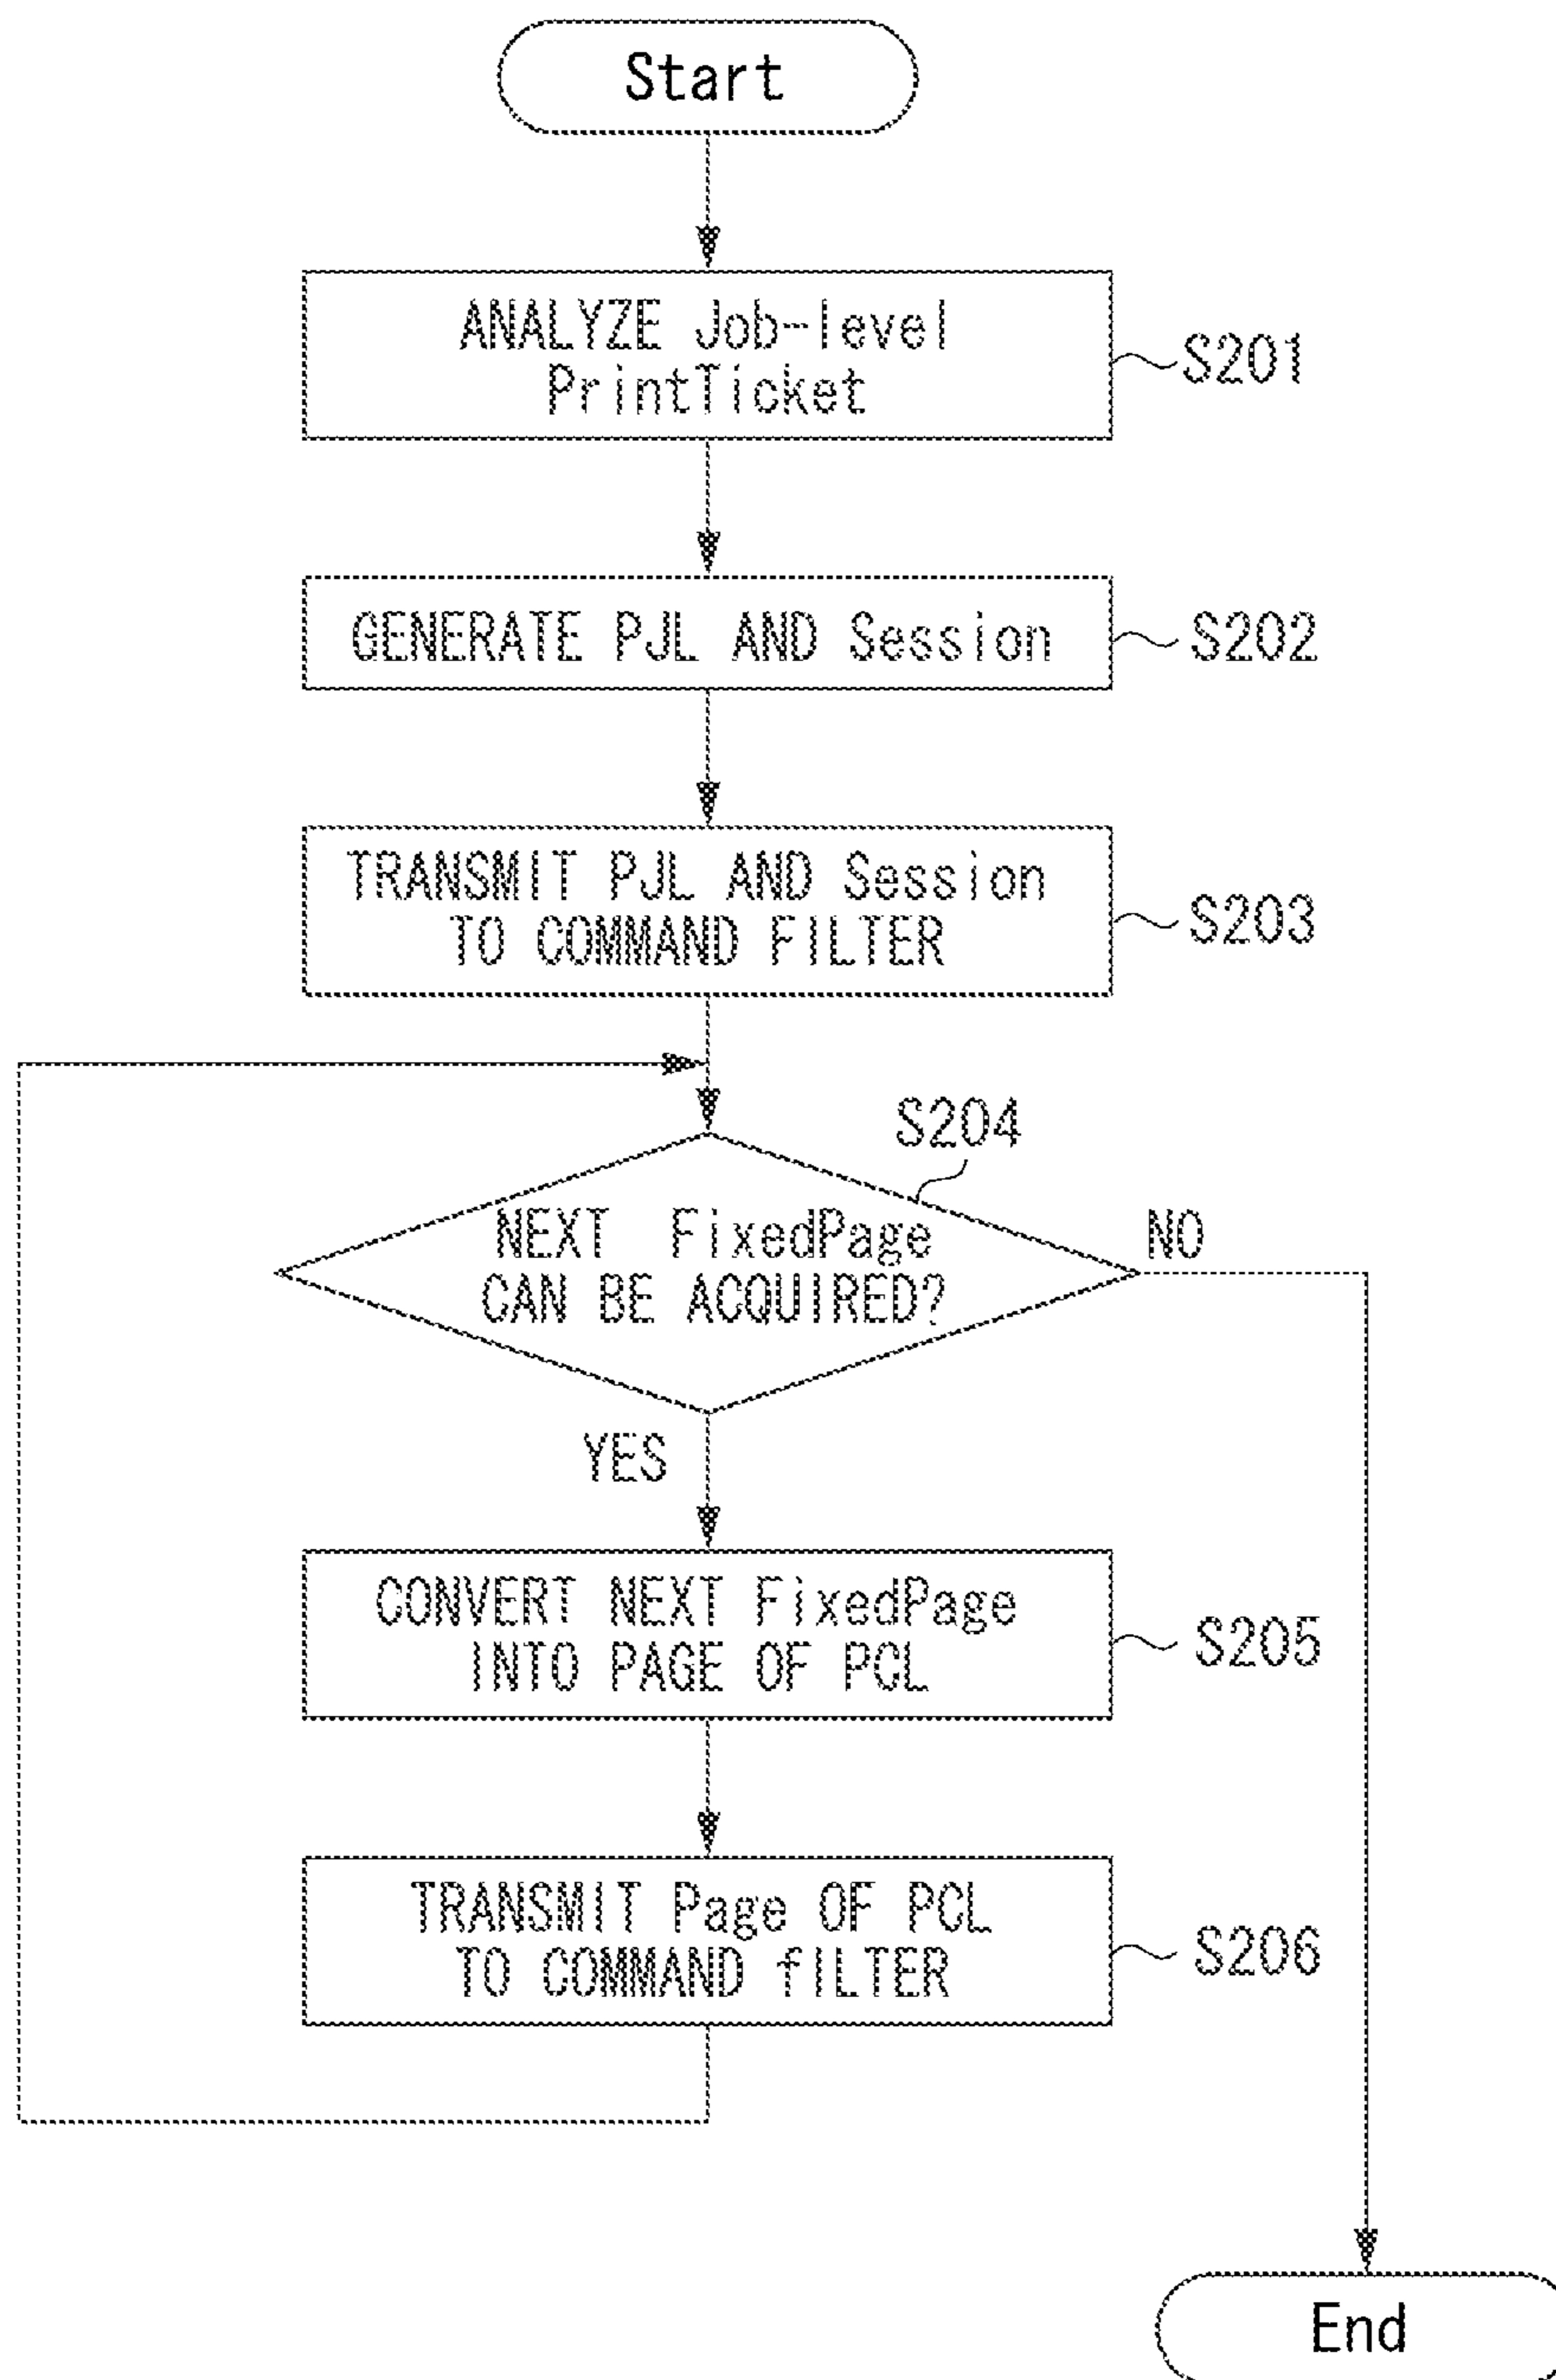 Start
ANALYZE Job-level
PrintTicket
S201
GENERATE PJL AND Session
S202
TRANSMIT PJL AND Session
TO COMMAND FILTER
S203
S204
NEXT FixedPage
CAN BE ACQUIRED?
NO
YES
CONVERT NEXT FixedPage
INTO PAGE OF PCL
S205
TRANSMIT Page OF PCL
TO COMMAND fILTER
S206
End